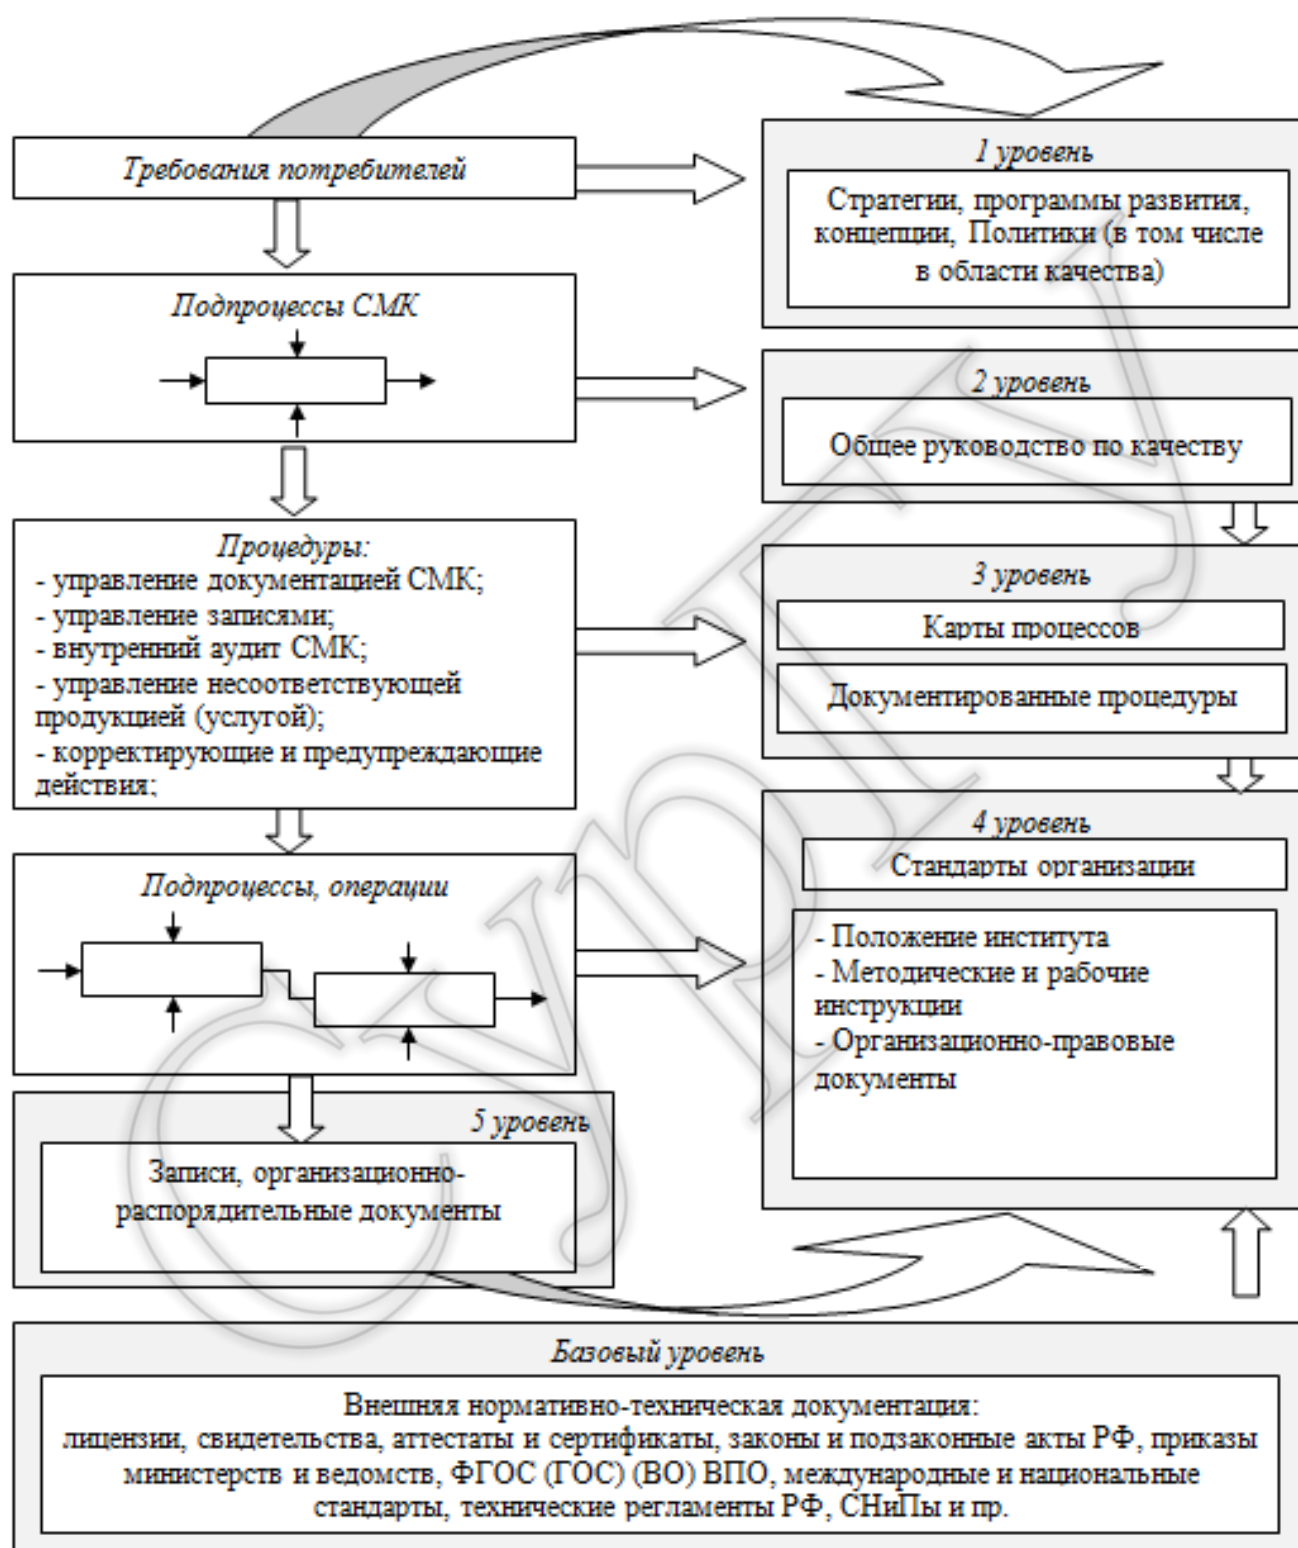 Требования потребителей
1 уровень
Стратегии, программы развития,
концепции, Политики (в том числе
в области качества)
Подпроцессы СМК
2 уровень
Общее руководство по качеству
Процедуры:
- управление документацией СМК;
- управление записями;
- внутренний аудит СМК;
- управление несоответствующей
продукцией (услугой);
- корректирующие и предупреждающие
действия;
3 уровень
Карты процессов
Документированные процедуры
Подпроцессы, операции
4 уровень
Стандарты организации
- Положение института
- Методические и рабочие
инструкции
- Организационно-правовые
документы
5 уровень
Записи, организационно-
распорядительные документы
Базовый уровень
Внешняя нормативно-техническая документация:
лицензии, свидетельства, аттестаты и сертификаты, законы и подзаконные акты РФ, приказы
министерств и ведомств, ФГОС (ГОС) (ВО) ВПО, международные и национальные
стандарты, технические регламенты РФ, СНиПы и пр.
СурГУ